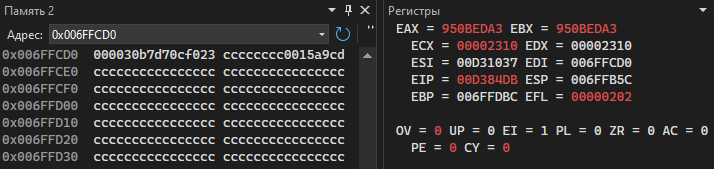 Память 2
Адрес: 0x006FFCD0
0x006FFCD0 000030b7d70cf023 cccccccc0015a9cd
0x006FFCE0 cccccccccccccccc cccccccccccccccc
0x006FFCF0 cccccccccccccccc cccccccccccccccc
0x006FFD00 cccccccccccccccc cccccccccccccccc
0x006FFD10 cccccccccccccccc cccccccccccccccc
0x006FFD20 cccccccccccccccc cccccccccccccccc
0x006FFD30 cccccccccccccccc cccccccccccccccc
Регистры
EAX = 950BEDA3 EBX = 950BEDA3
ECX = 00002310 EDX = 00002310
ESI = 00D31037 EDI = 006FFCD0
EIP = 00D384DB ESP = 006FFB5C
EBP = 006FFDBC EFL = 00000202
OV = 0 UP = 0 EI = 1 PL = 0 ZR = 0 AC = 0
PE = 0 CY = 0